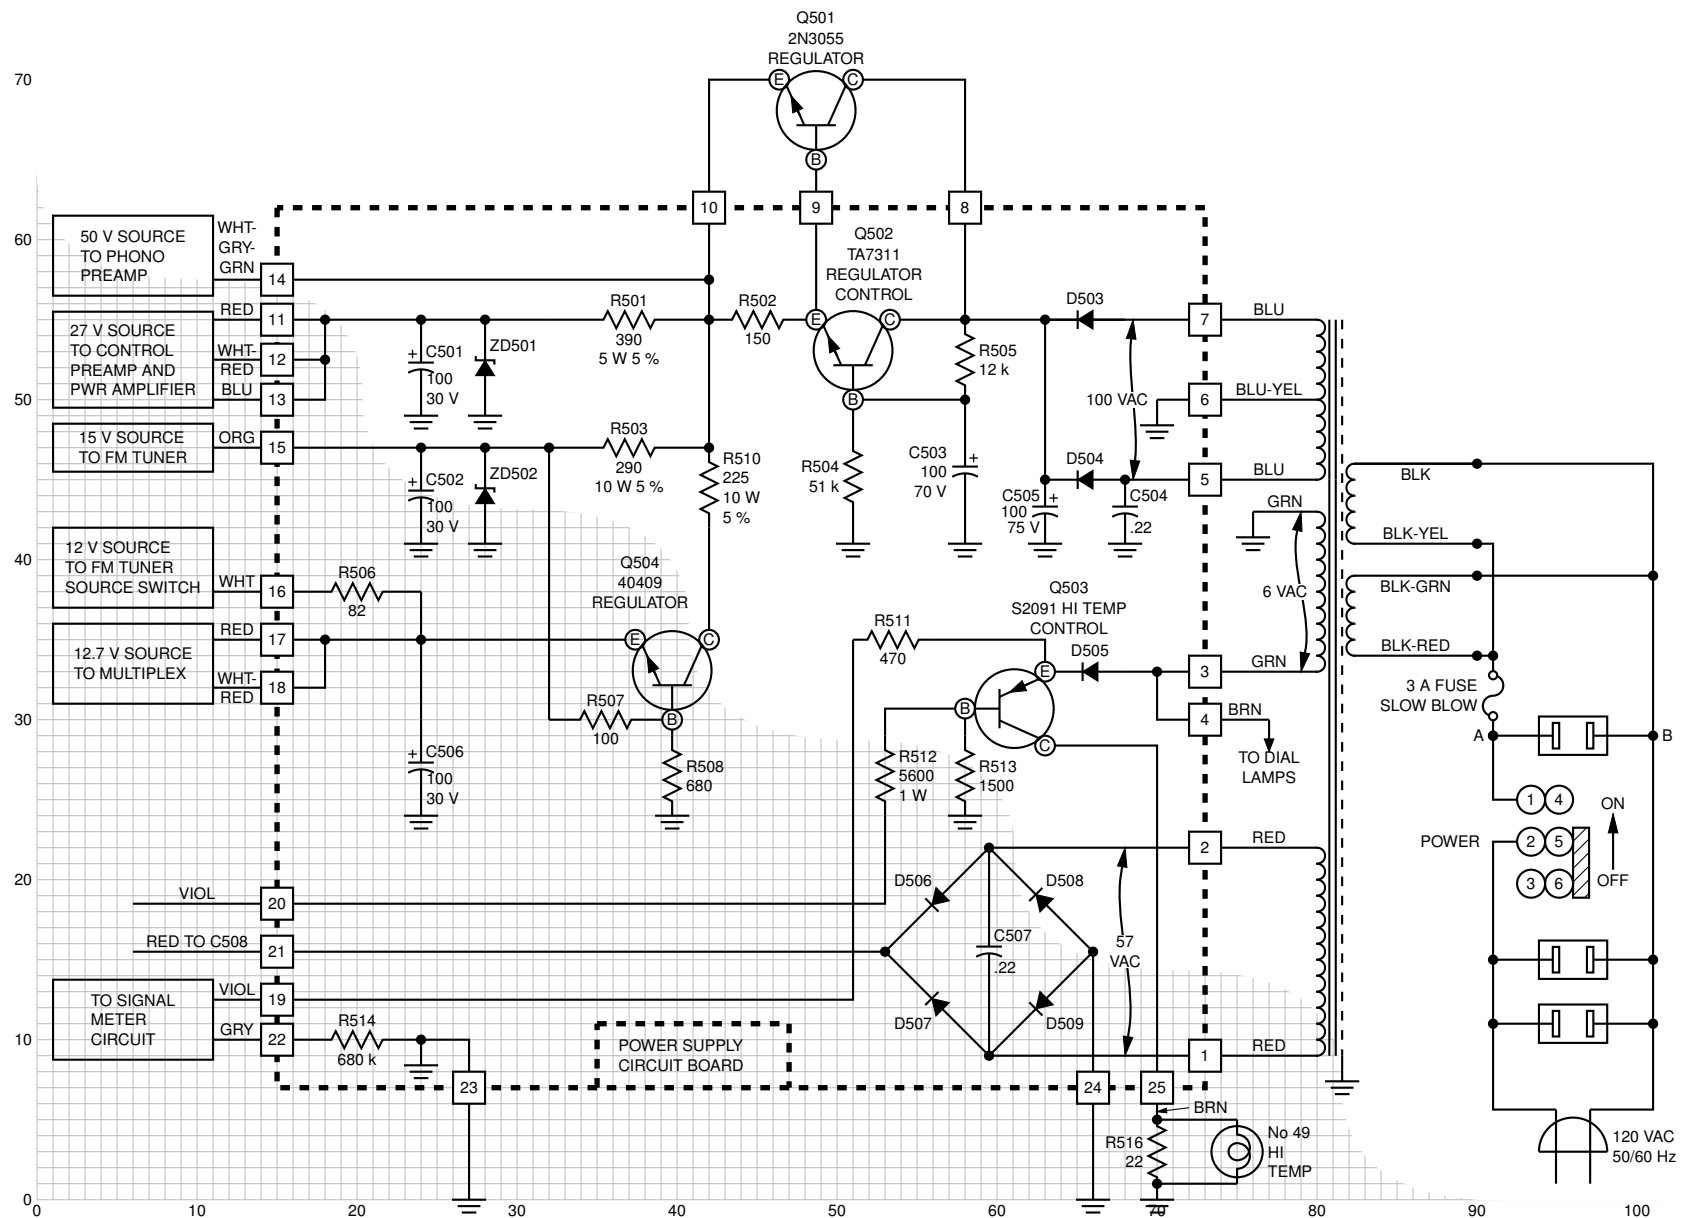 Q501
2N3055
REGULATOR
E
C
B
70
60
50
40
30
20
10
0
10
9
8
50 V SOURCE
TO PHONO
PREAMP
WHT-
GRY-
GRN
14
Q502
TA7311
REGULATOR
CONTROL
27 V SOURCE
TO CONTROL
PREAMP AND
PWR AMPLIFIER
RED
11
WHT-
RED
12
BLU
13
C501
+
100
30 V
ZD501
R501
390
5 W 5 %
R502
150
E
C
B
R505
12 k
D503
7
BLU
100 VAC
6
BLU-YEL
15 V SOURCE
TO FM TUNER
ORG
15
C502
+
100
30 V
ZD502
R503
290
10 W 5 %
R510
225
10 W
5 %
R504
51 k
C503
100
70 V
+
D504
5
BLU
C505
100
75 V
+
C504
.22
GRN
BLK
BLK-YEL
12 V SOURCE
TO FM TUNER
SOURCE SWITCH
WHT
16
R506
82
Q504
40409
REGULATOR
E
C
B
Q503
S2091 HI TEMP
CONTROL
6 VAC
BLK-GRN
12.7 V SOURCE
TO MULTIPLEX
RED
17
WHT-
RED
18
R511
470
E
B
C
D505
3
GRN
BLK-RED
R507
100
4
BRN
TO DIAL
LAMPS
3 A FUSE
SLOW BLOW
A
B
C506
+
100
30 V
R508
680
R512
5600
1 W
R513
1500
1
4
ON
POWER
2
5
3
6
OFF
2
RED
VIOL
20
D506
D508
RED TO C508
21
C507
.22
57
VAC
TO SIGNAL
METER
CIRCUIT
VIOL
19
GRY
22
R514
680 k
D507
D509
1
RED
POWER SUPPLY
CIRCUIT BOARD
23
24
25
BRN
R516
22
No 49
HI
TEMP
120 VAC
50/60 Hz
0
10
20
30
40
50
60
70
80
90
100